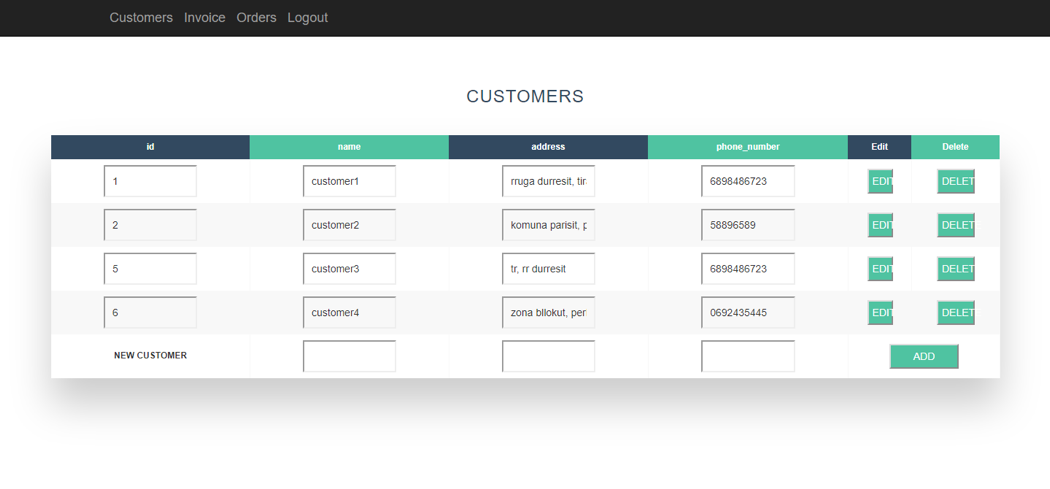 Customers Invoice Orders Logout
CUSTOMERS
id name address phone_number Edit Delete
1 customer1 rruga durresit, tir 6898486723 EDIT DELET
2 customer2 komuna parisit, p 58896589 EDIT DELET
5 customer3 tr, rr durresit 6898486723 EDIT DELET
6 customer4 zona bllokut, per 0692435445 EDIT DELET
NEW CUSTOMER ADD